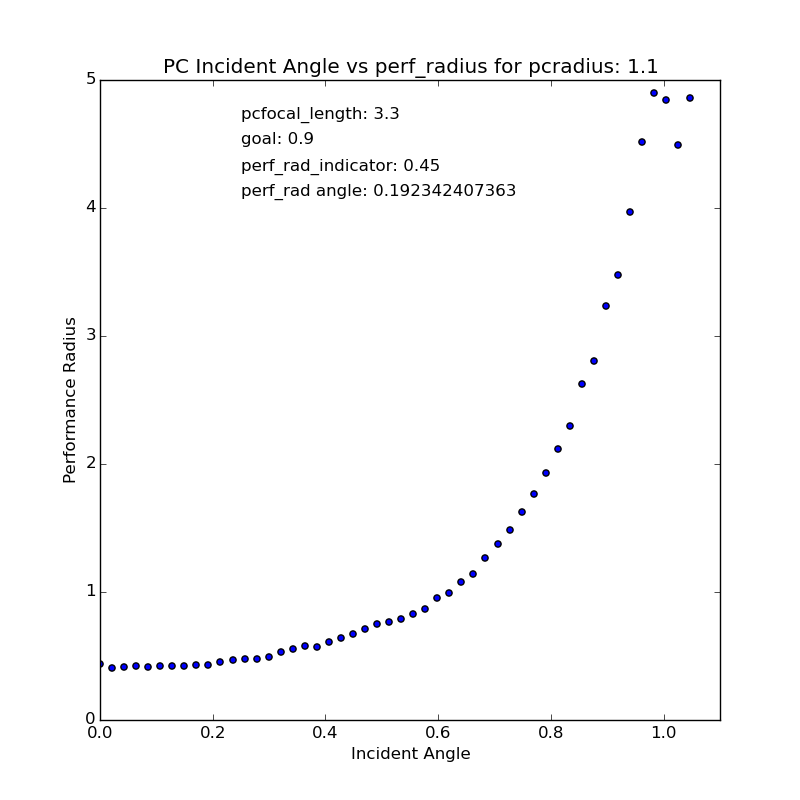 PC Incident Angle vs perf_radius for pcradius: 1.1
pcfocal_length: 3.3
goal: 0.9
perf_rad_indicator: 0.45
perf_rad angle: 0.192342407363
5
4
3
2
1
0
Performance Radius
0.0 0.2 0.4 0.6 0.8 1.0
Incident Angle